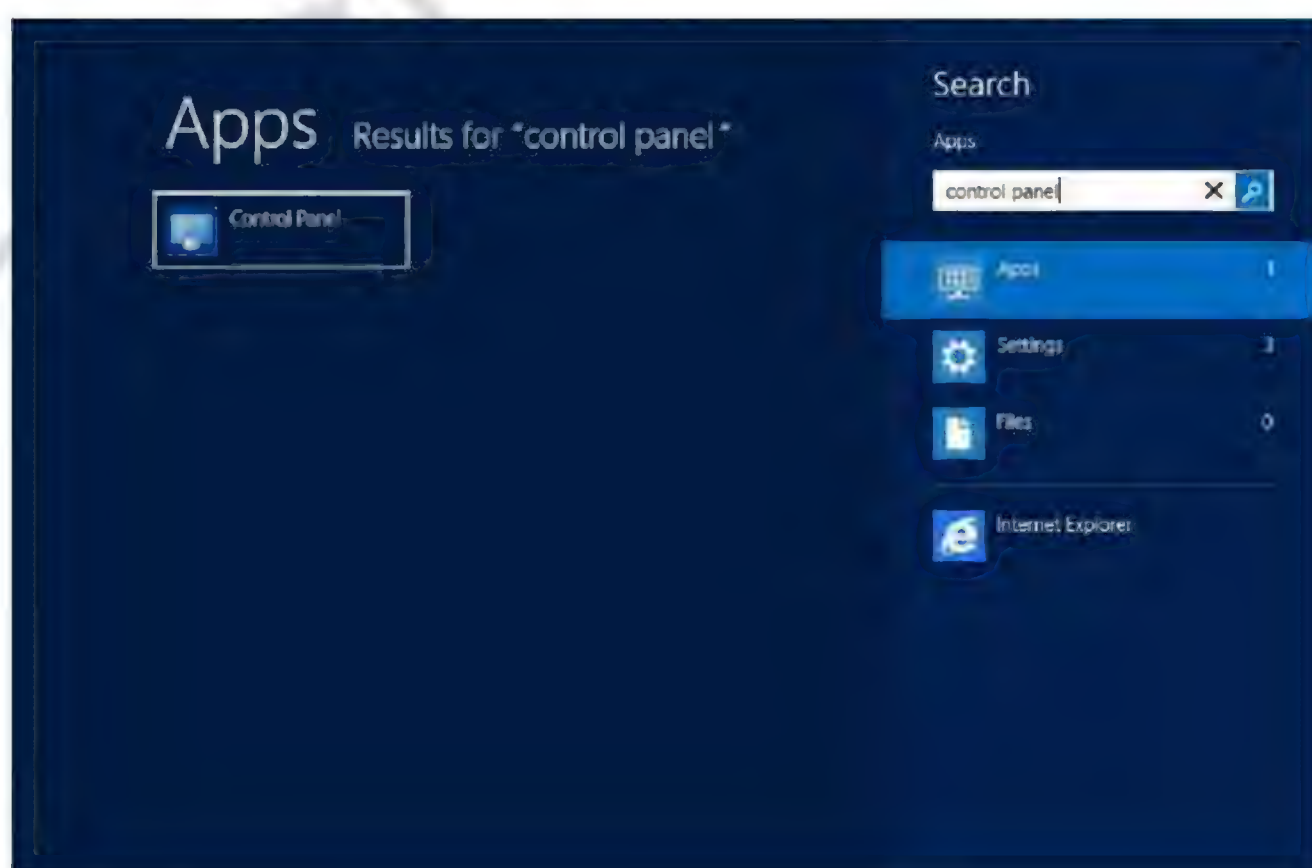 Apps Results for "control panel"
Control Panel
Search
Apps
control panel
Apps 1
Settings 3
Files 0
Internet Explorer